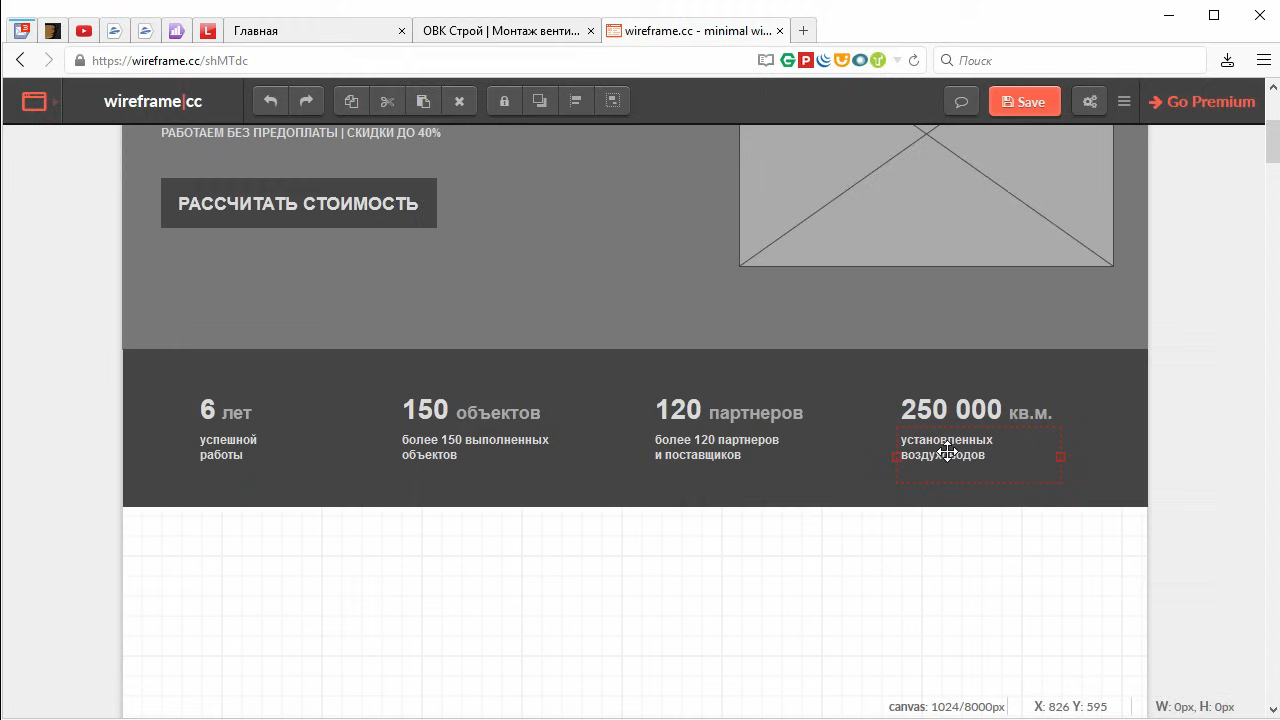 Главная
ОВК Строй | Монтаж венти...
wireframe.cc - minimal wi...
https://wireframe.cc/shMTdc
Поиск
wireframe|cc
Save
Go Premium
РАБОТАЕМ БЕЗ ПРЕДОПЛАТЫ | СКИДКИ ДО 40%
РАССЧИТАТЬ СТОИМОСТЬ
6 лет
успешной
работы
150 объектов
более 150 выполненных
объектов
120 партнеров
более 120 партнеров
и поставщиков
250 000 кв.м.
установленных
воздуховодов
canvas: 1024/8000px
X: 826 Y: 595
W: 0px, H: 0px